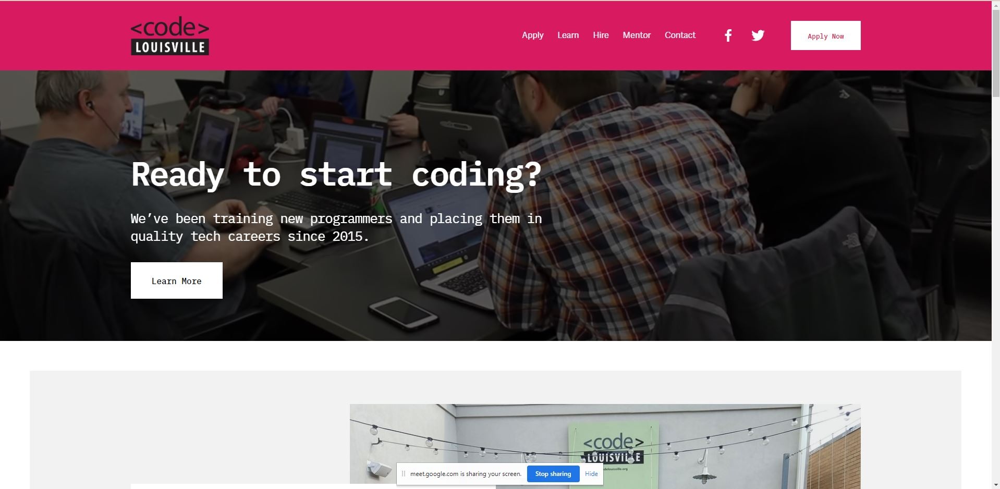 <code>
LOUISVILLE
Apply Learn Hire Mentor Contact
Apply Now
Ready to start coding?
We’ve been training new programmers and placing them in
quality tech careers since 2015.
Learn More
<code>
LOUISVILLE
meet.google.com is sharing your screen. Stop sharing Hide